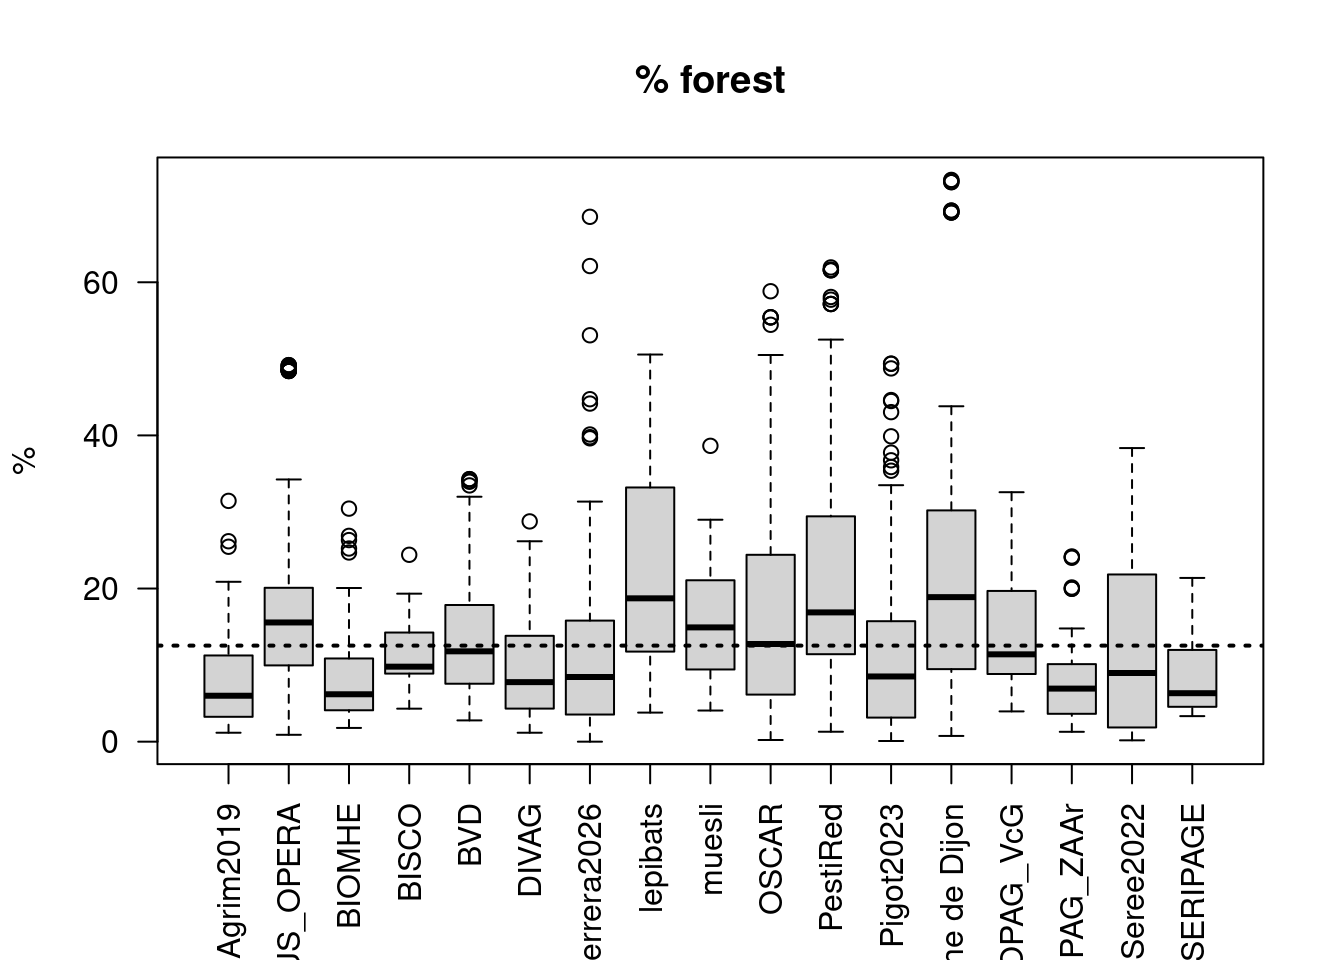 % forest
%
60
40
20
0
Agrim2019
US_OPERA
BIOMHE
BISCO
BVD
DIVAG
errera2026
lepibats
muesli
OSCAR
PestiRed
Pigot2023
ne de Dijon
OPAG_VcG
PAG_ZAAr
Seree2022
SERIPAGE